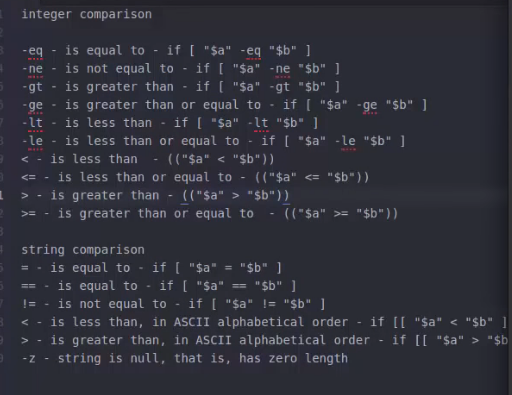 integer comparison
-eq - is equal to - if [ "$a" -eq "$b" ]
-ne - is not equal to - if [ "$a" -ne "$b" ]
-gt - is greater than - if [ "$a" -gt "$b" ]
-ge - is greater than or equal to - if [ "$a" -ge "$b" ]
-lt - is less than - if [ "$a" -lt "$b" ]
-le - is less than or equal to - if [ "$a" -le "$b" ]
< - is less than  - (("$a" < "$b"))
<= - is less than or equal to - (("$a" <= "$b"))
> - is greater than - (("$a" > "$b"))
>= - is greater than or equal to  - (("$a" >= "$b"))
string comparison
= - is equal to - if [ "$a" = "$b" ]
== - is equal to - if [ "$a" == "$b" ]
!= - is not equal to - if [ "$a" != "$b" ]
< - is less than, in ASCII alphabetical order - if [[ "$a" < "$b" ]
> - is greater than, in ASCII alphabetical order - if [[ "$a" > "$b
-z - string is null, that is, has zero length